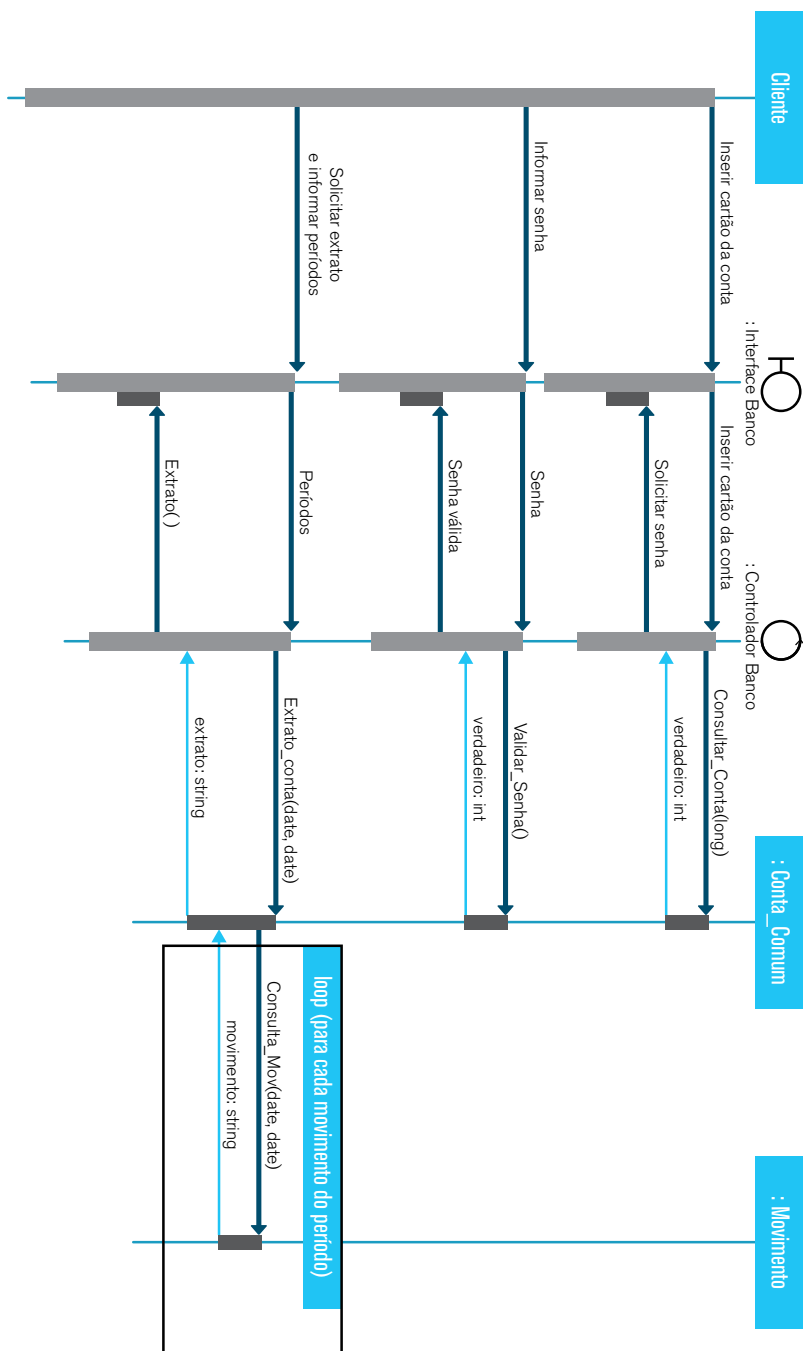 Cliente
: Interface Banco
: Controlador Banco
: Conta_Comum
: Movimento
Inserir cartão da conta
Inserir cartão da conta
Consultar_Conta(long)
verdadeiro: int
Solicitar senha
Informar senha
Senha
Validar_Senha()
verdadeiro: int
Senha válida
Solicitar extrato
e informar períodos
Períodos
Extrato_conta(date, date)
loop (para cada movimento do período)
Consulta_Mov(date, date)
movimento: string
extrato: string
Extrato( )